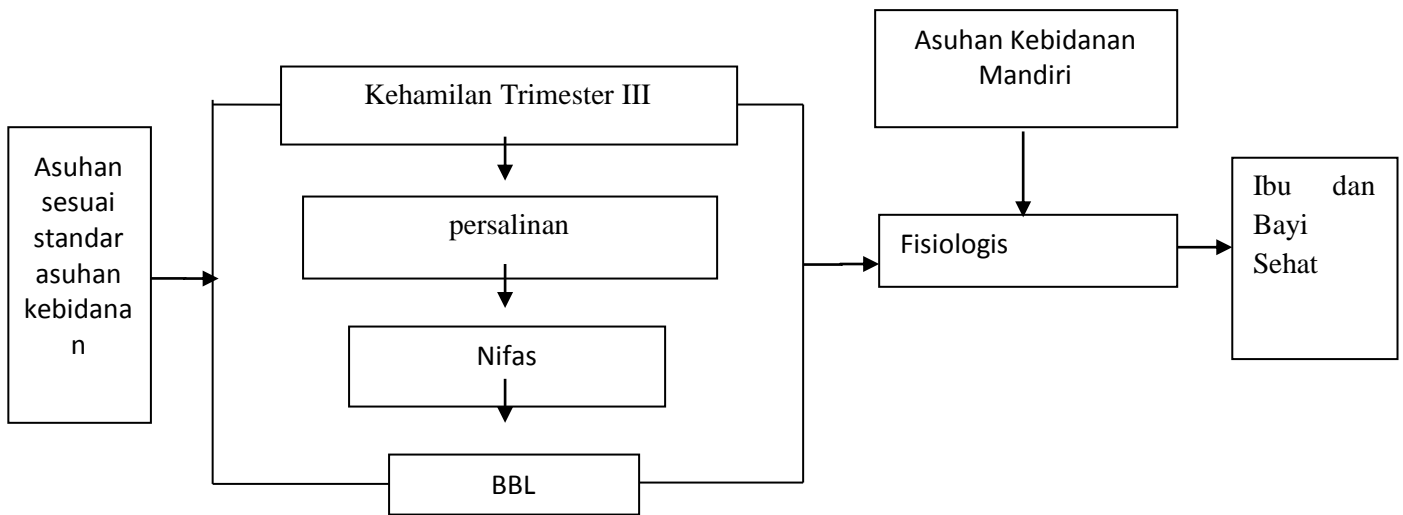 Asuhan
sesuai
standar
asuhan
kebidana
n
Kehamilan Trimester III
persalinan
Nifas
BBL
Asuhan Kebidanan
Mandiri
Fisiologis
Ibu dan
Bayi
Sehat